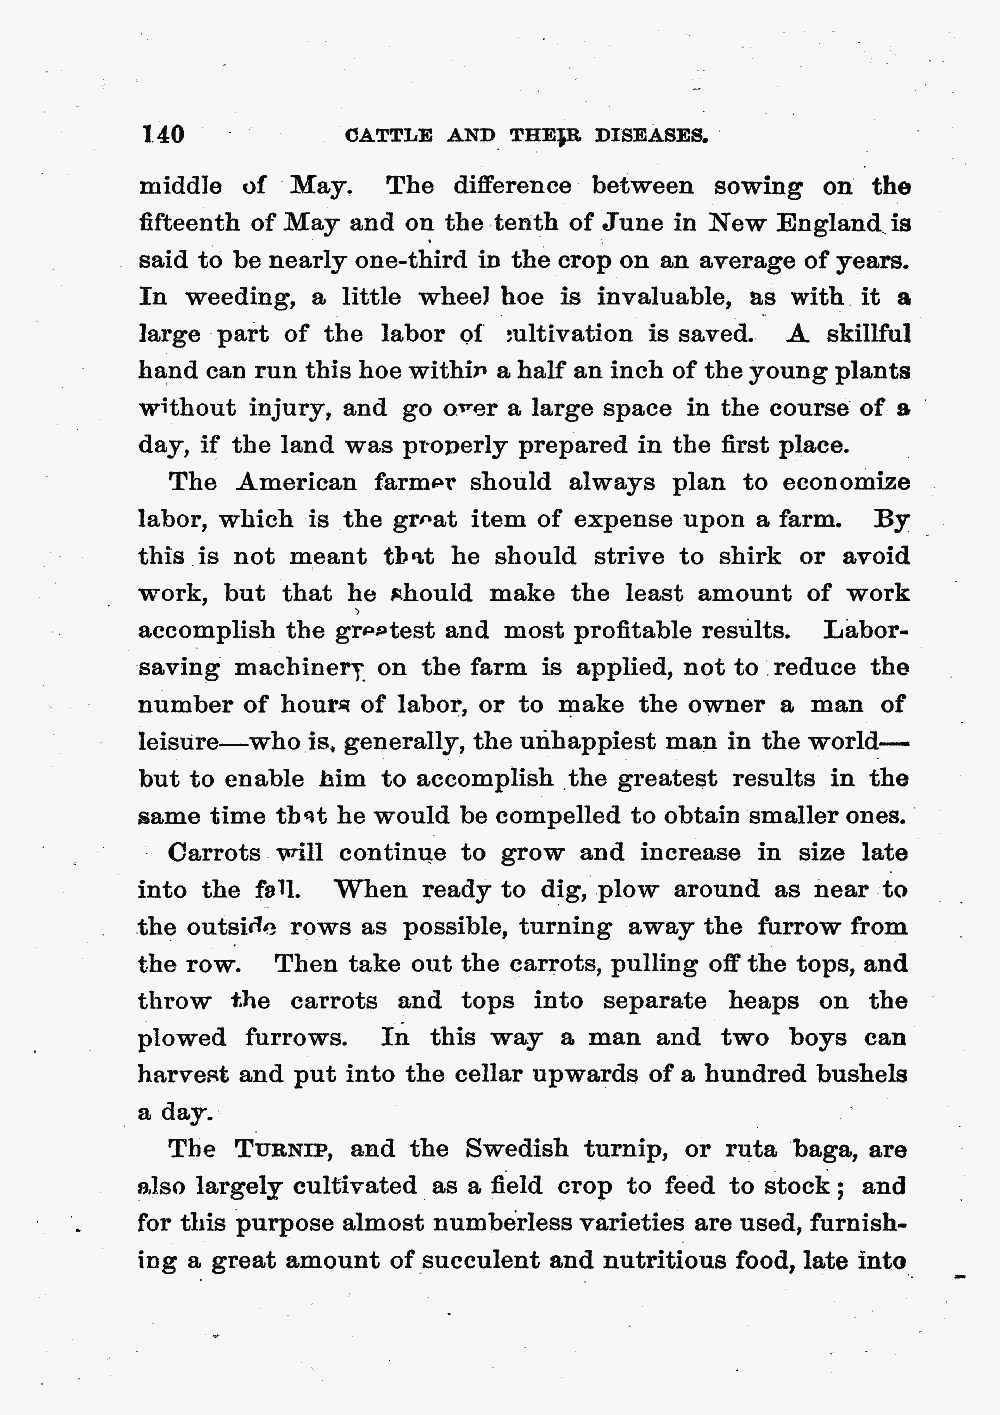 140 CATTLE AND THEIR DISEASES.
middle of May. The difference between sowing on the
fifteenth of May and on the tenth of June in New England is
said to be nearly one-third in the crop on an average of years.
In weeding, a little wheel hoe is invaluable, as with it a
large part of the labor of cultivation is saved. A skillful
hand can run this hoe within a half an inch of the young plants
without injury, and go over a large space in the course of a
day, if the land was properly prepared in the first place.
The American farmer should always plan to economize
labor, which is the great item of expense upon a farm. By
this is not meant that he should strive to shirk or avoid
work, but that he should make the least amount of work
accomplish the greatest and most profitable results. Labor-
saving machinery on the farm is applied, not to reduce the
number of hours of labor, or to make the owner a man of
leisure—who is, generally, the unhappiest man in the world—
but to enable him to accomplish the greatest results in the
same time that he would be compelled to obtain smaller ones.
Carrots will continue to grow and increase in size late
into the fall. When ready to dig, plow around as near to
the outside rows as possible, turning away the furrow from
the row. Then take out the carrots, pulling off the tops, and
throw the carrots and tops into separate heaps on the
plowed furrows. In this way a man and two boys can
harvest and put into the cellar upwards of a hundred bushels
a day.
The TURNIP, and the Swedish turnip, or ruta baga, are
also largely cultivated as a field crop to feed to stock; and
for this purpose almost numberless varieties are used, furnish-
ing a great amount of succulent and nutritious food, late into